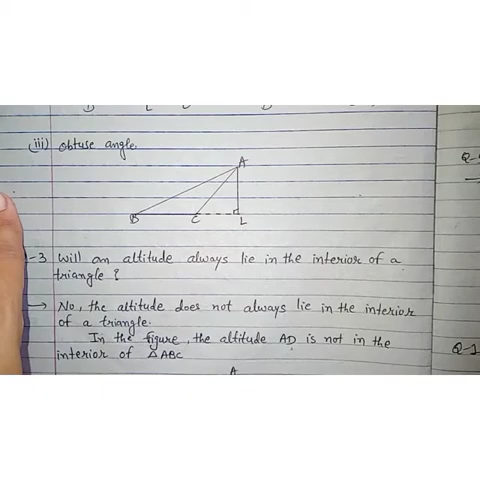 (iii) Obtuse angle.
A
B C L
-3 Will an altitude always lie in the interior of a
triangle ?
→ No, the altitude does not always lie in the interior
of a triangle.
In the figure, the altitude AD is not in the
interior of △ABC
A
Q-1